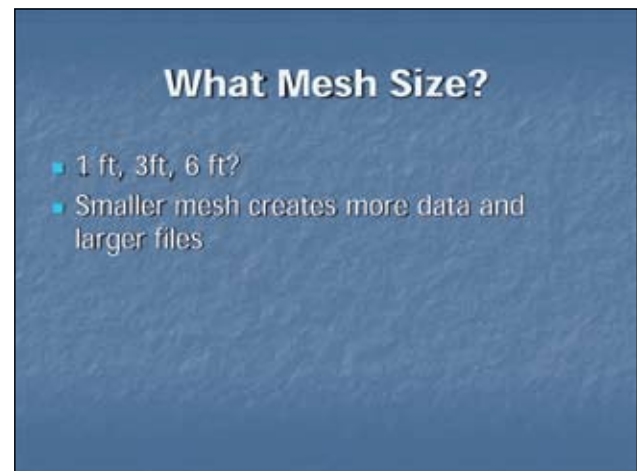 What Mesh Size?
1 ft, 3ft, 6 ft?
Smaller mesh creates more data and
larger files